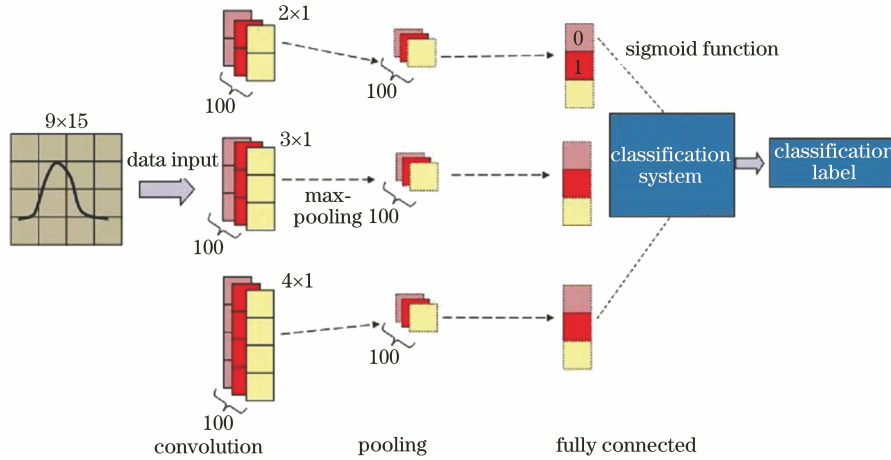 2×1
0
sigmoid function
1
100
100
9×15
3×1
data input
classification
system
classification
label
max-
pooling
100
100
4×1
100
100
convolution
pooling
fully connected